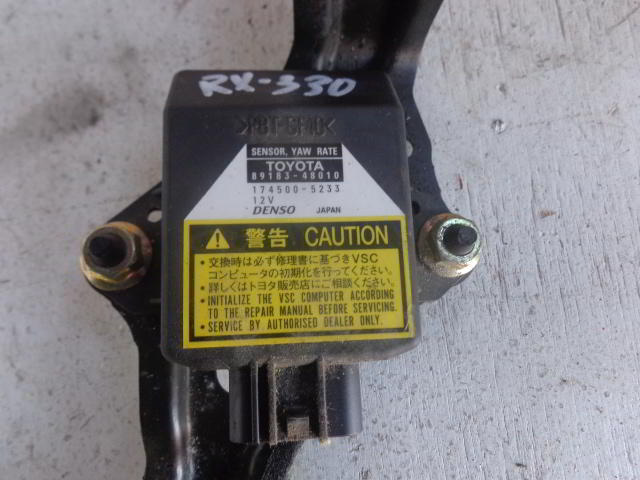 RX-330
>PBT-GF40<
SENSOR, YAW RATE
TOYOTA
89183-48010
174500-5233
12V
DENSO JAPAN
警告 CAUTION
・交換時は必ず修理書に基づきVSC
コンピュータの初期化を行ってください。
・詳しくはトヨタ販売店にご相談ください。
・INITIALIZE THE VSC COMPUTER ACCORDING
TO THE REPAIR MANUAL BEFORE SERVICING.
・SERVICE BY AUTHORISED DEALER ONLY.